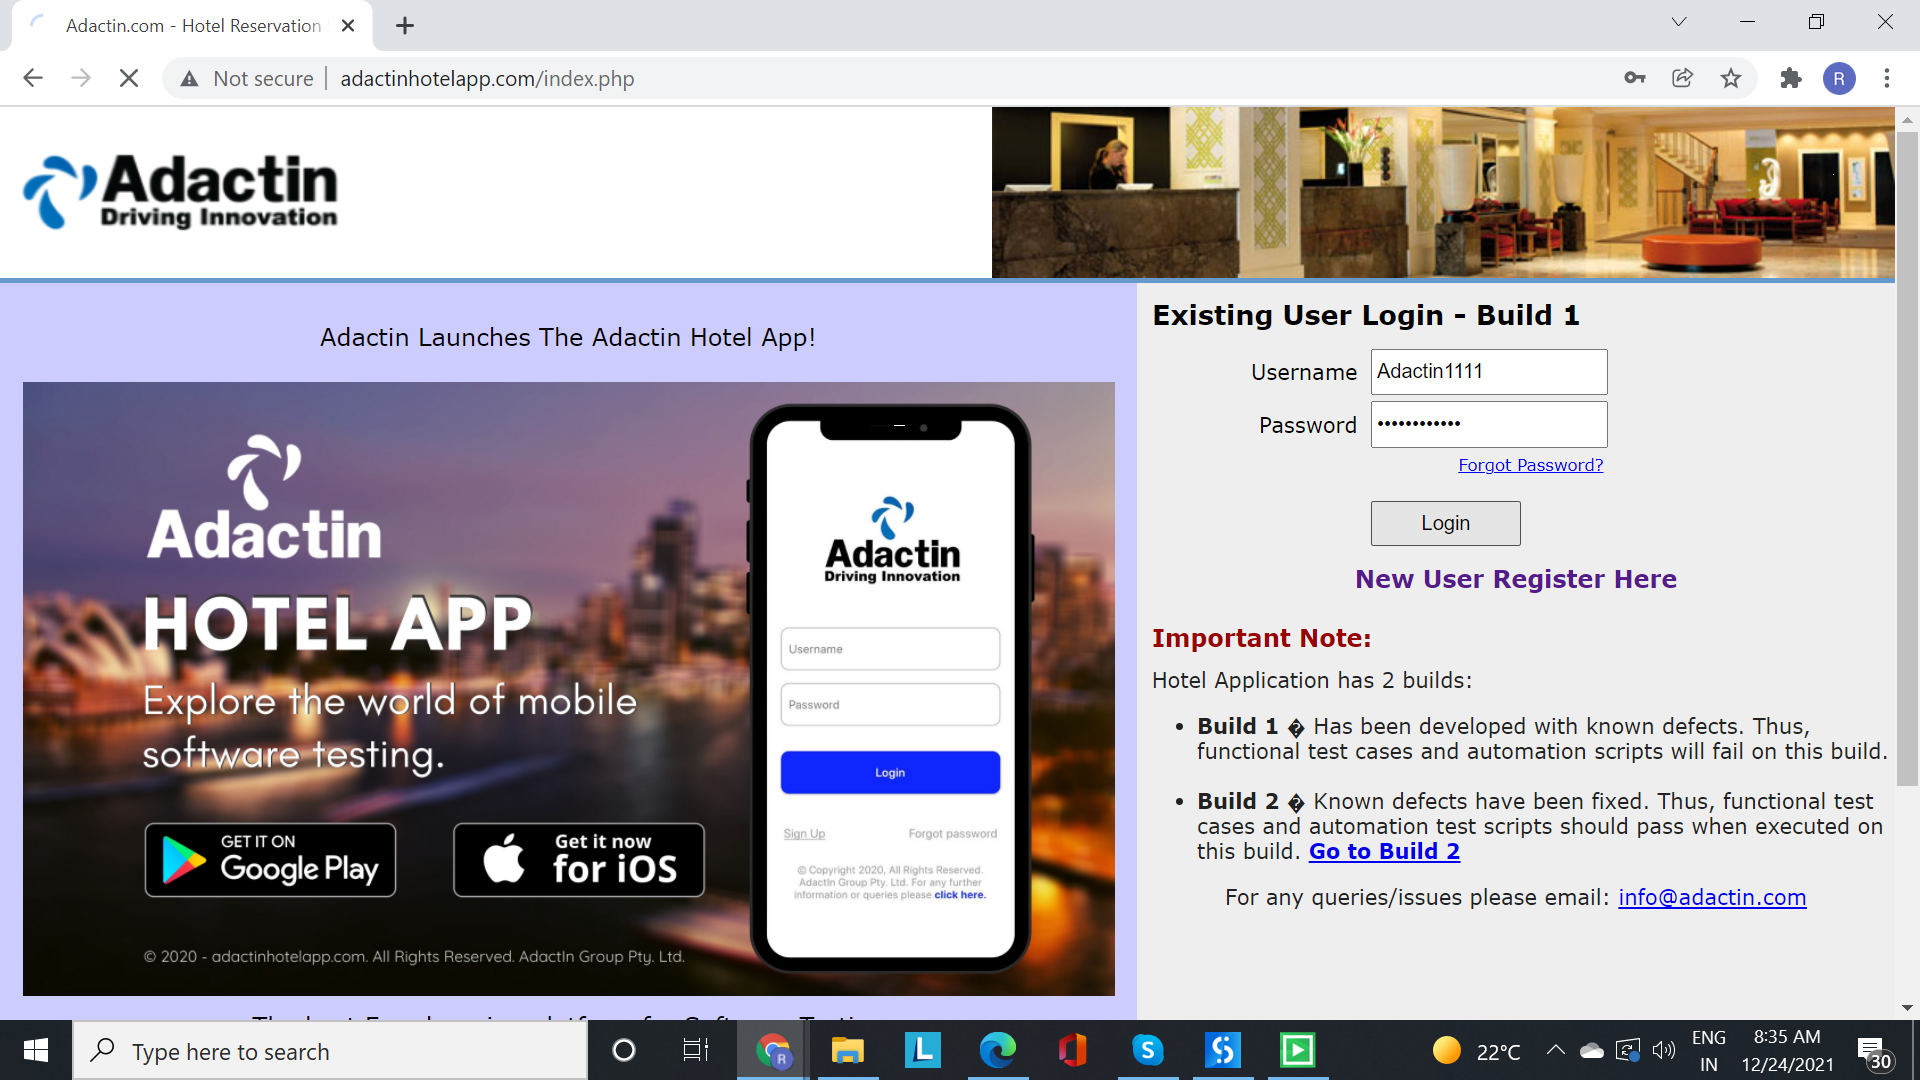 Adactin.com - Hotel Reservation
Not secure
adactinhotelapp.com/index.php
R
Adactin
Driving Innovation
Adactin Launches The Adactin Hotel App!
Adactin
HOTEL APP
Explore the world of mobile
software testing.
GET IT ON
Google Play
Get it now
for iOS
© 2020 - adactinhotelapp.com. All Rights Reserved. AdactIn Group Pty. Ltd.
Adactin
Driving Innovation
Username
Password
Login
Sign Up
Forgot password
© Copyright 2020, All Rights Reserved.
AdactIn Group Pty. Ltd. For any further
information or queries please click here.
Existing User Login - Build 1
Username
Adactin1111
Password
••••••••••••
Forgot Password?
Login
New User Register Here
Important Note:
Hotel Application has 2 builds:
• Build 1 � Has been developed with known defects. Thus,
functional test cases and automation scripts will fail on this build.
• Build 2 � Known defects have been fixed. Thus, functional test
cases and automation test scripts should pass when executed on
this build. Go to Build 2
For any queries/issues please email: info@adactin.com
Type here to search
R
L
S
22°C
ENG
IN
8:35 AM
12/24/2021
30